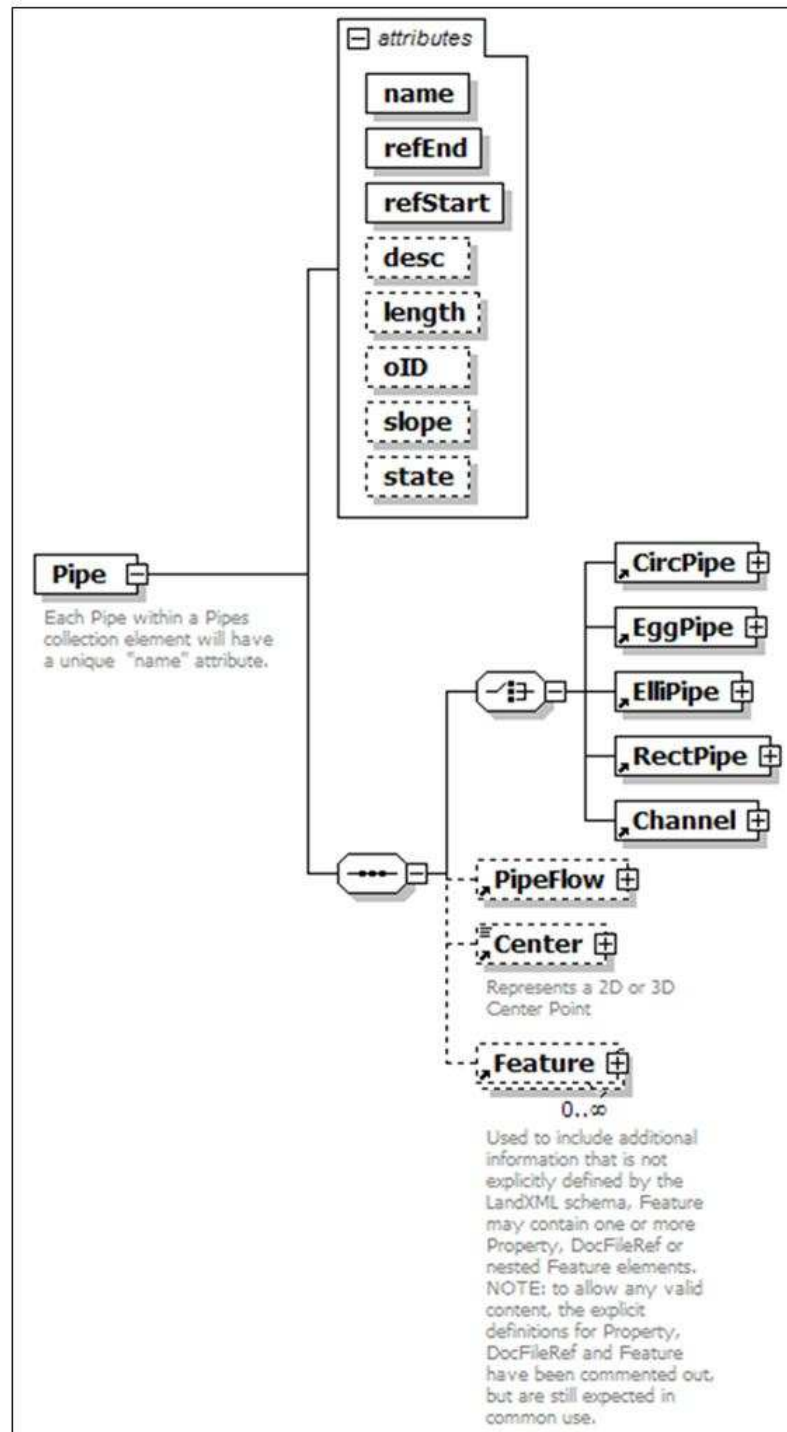 attributes
name
refEnd
refStart
desc
length
oID
slope
state
Pipe
Each Pipe within a Pipes
collection element will have
a unique "name" attribute.
CircPipe
EggPipe
ElliPipe
RectPipe
Channel
PipeFlow
Center
Represents a 2D or 3D
Center Point
Feature
0..∞
Used to include additional
information that is not
explicitly defined by the
LandXML schema, Feature
may contain one or more
Property, DocFileRef or
nested Feature elements.
NOTE: to allow any valid
content, the explicit
definitions for Property,
DocFileRef and Feature
have been commented out,
but are still expected in
common use.